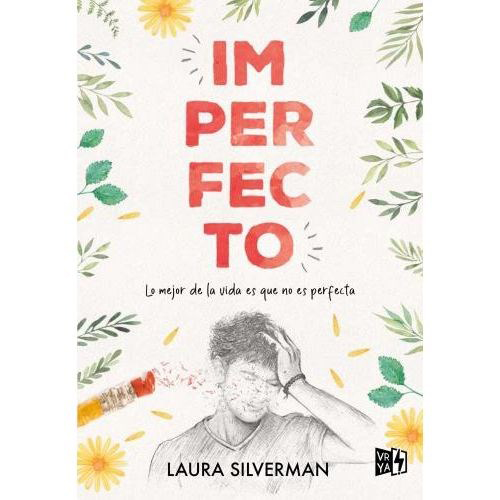 IM
PER
FEC
TO
Lo mejor de la vida es que no es perfecta
LAURA SILVERMAN
VR
YA